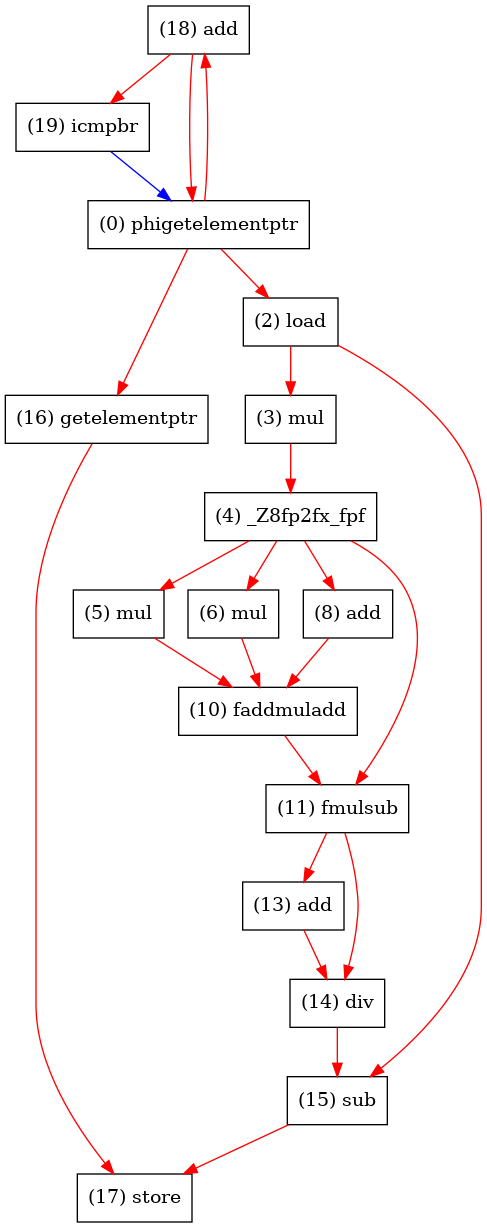 (18) add
(19) icmpbr
(0) phigetelementptr
(2) load
(16) getelementptr
(3) mul
(4) _Z8fp2fx_fpf
(5) mul
(6) mul
(8) add
(10) faddmuladd
(11) fmulsub
(13) add
(14) div
(15) sub
(17) store